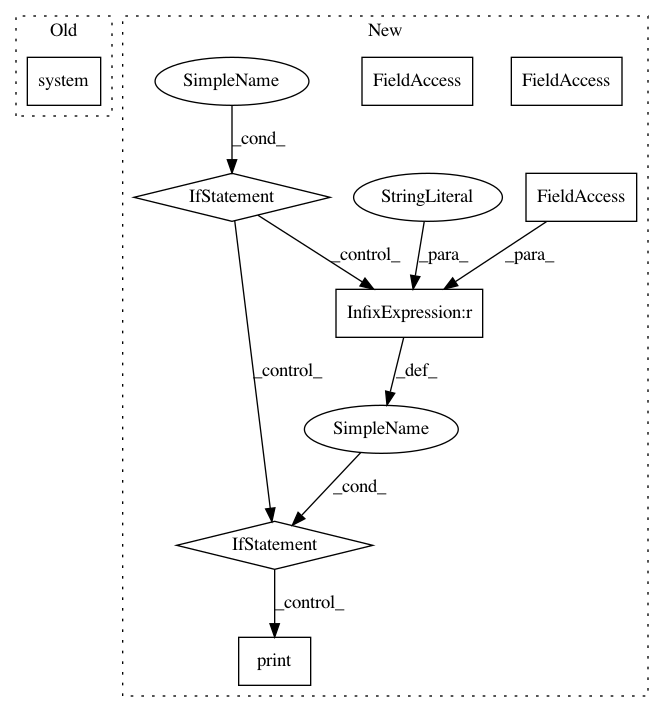 Old
New
system
SimpleName
FieldAccess
FieldAccess
_cond_
IfStatement
StringLiteral
FieldAccess
_control_
_para_
_para_
InfixExpression:r
_control_
_def_
SimpleName
_cond_
IfStatement
_control_
print